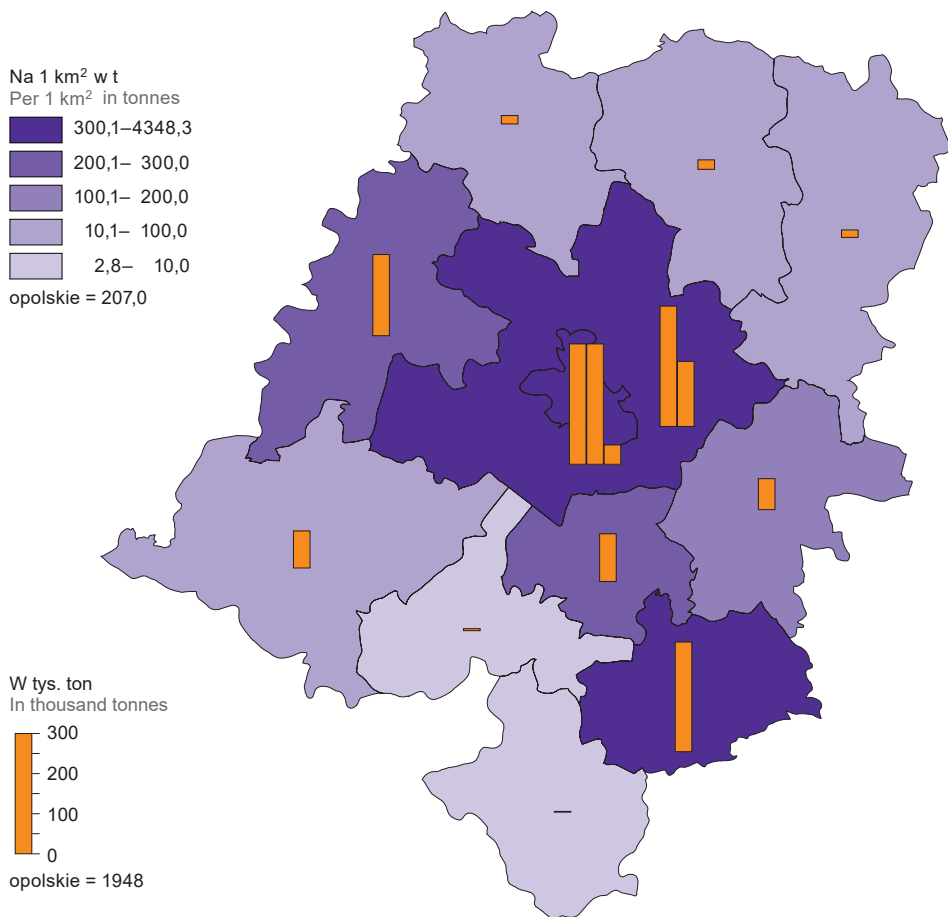 Na 1 km² w t
Per 1 km² in tonnes
300,1–4348,3
200,1– 300,0
100,1– 200,0
10,1– 100,0
2,8– 10,0
opolskie = 207,0
W tys. ton
In thousand tonnes
300
200
100
0
opolskie = 1948